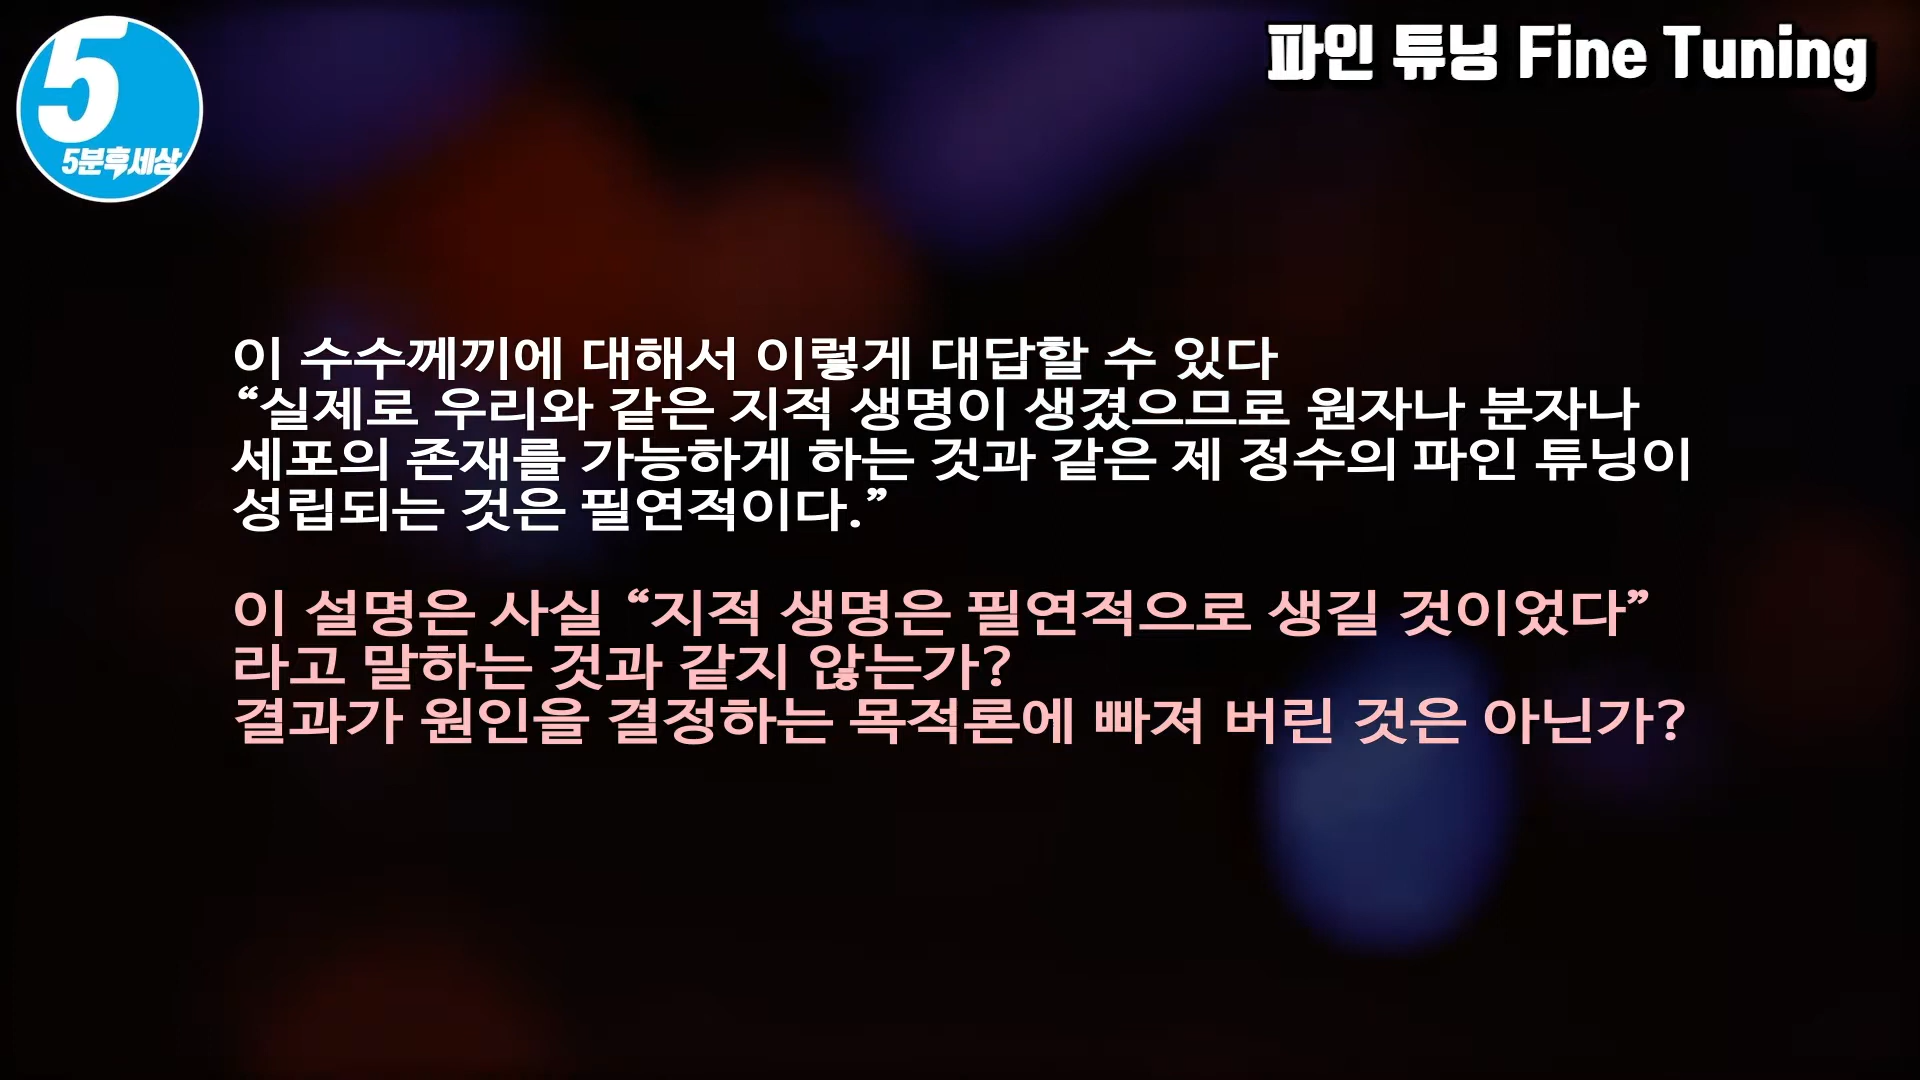 5
5분후세상
파인 튜닝 Fine Tuning
이 수수께끼에 대해서 이렇게 대답할 수 있다
“실제로 우리와 같은 지적 생명이 생겼으므로 원자나 분자나
세포의 존재를 가능하게 하는 것과 같은 제 정수의 파인 튜닝이
성립되는 것은 필연적이다.”
이 설명은 사실 “지적 생명은 필연적으로 생길 것이었다”
라고 말하는 것과 같지 않는가?
결과가 원인을 결정하는 목적론에 빠져 버린 것은 아닌가?